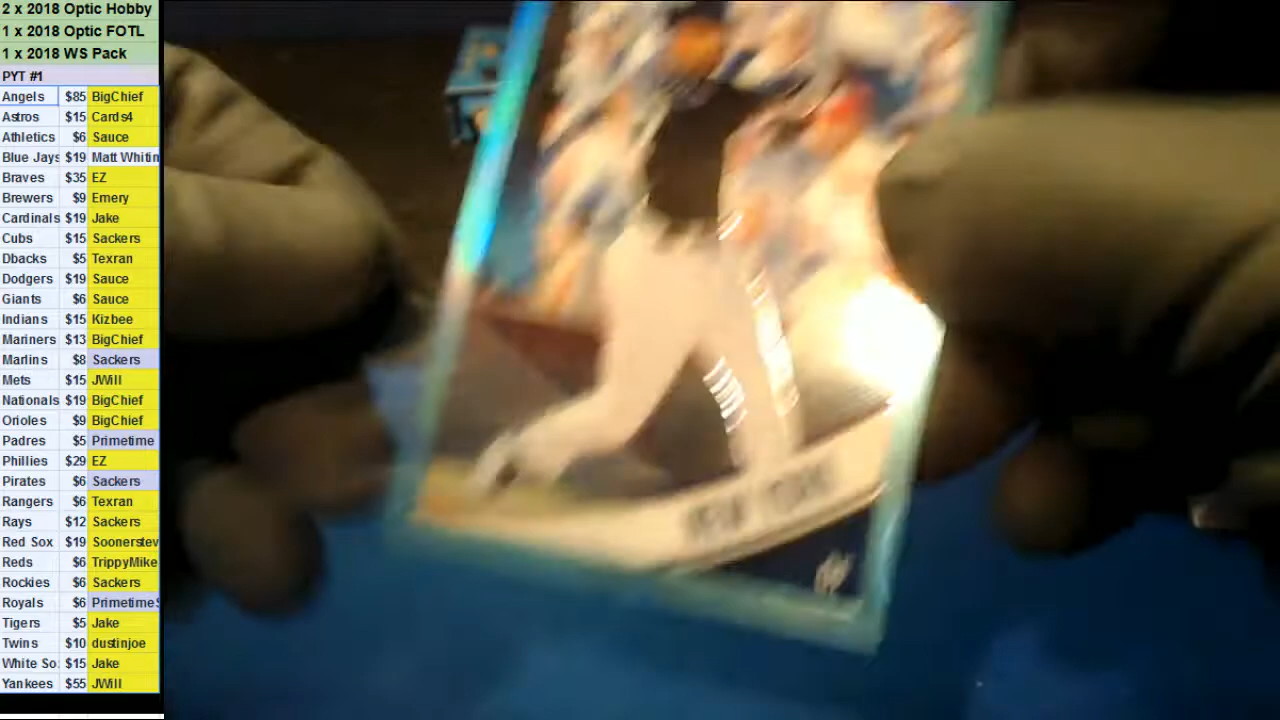 2 x 2018 Optic Hobby
1 x 2018 Optic FOTL
1 x 2018 WS Pack
PYT #1
Angels $85 BigChief
Astros $15 Cards4
Athletics $6 Sauce
Blue Jays $19 Matt Whitin
Braves $35 EZ
Brewers $9 Emery
Cardinals $19 Jake
Cubs $15 Sackers
Dbacks $5 Texran
Dodgers $19 Sauce
Giants $6 Sauce
Indians $15 Kizbee
Mariners $13 BigChief
Marlins $8 Sackers
Mets $15 JWill
Nationals $19 BigChief
Orioles $9 BigChief
Padres $5 Primetime
Phillies $29 EZ
Pirates $6 Sackers
Rangers $6 Texran
Rays $12 Sackers
Red Sox $19 Soonerstev
Reds $6 TrippyMike
Rockies $6 Sackers
Royals $6 PrimetimeS
Tigers $5 Jake
Twins $10 dustinjoe
White So $15 Jake
Yankees $55 JWill